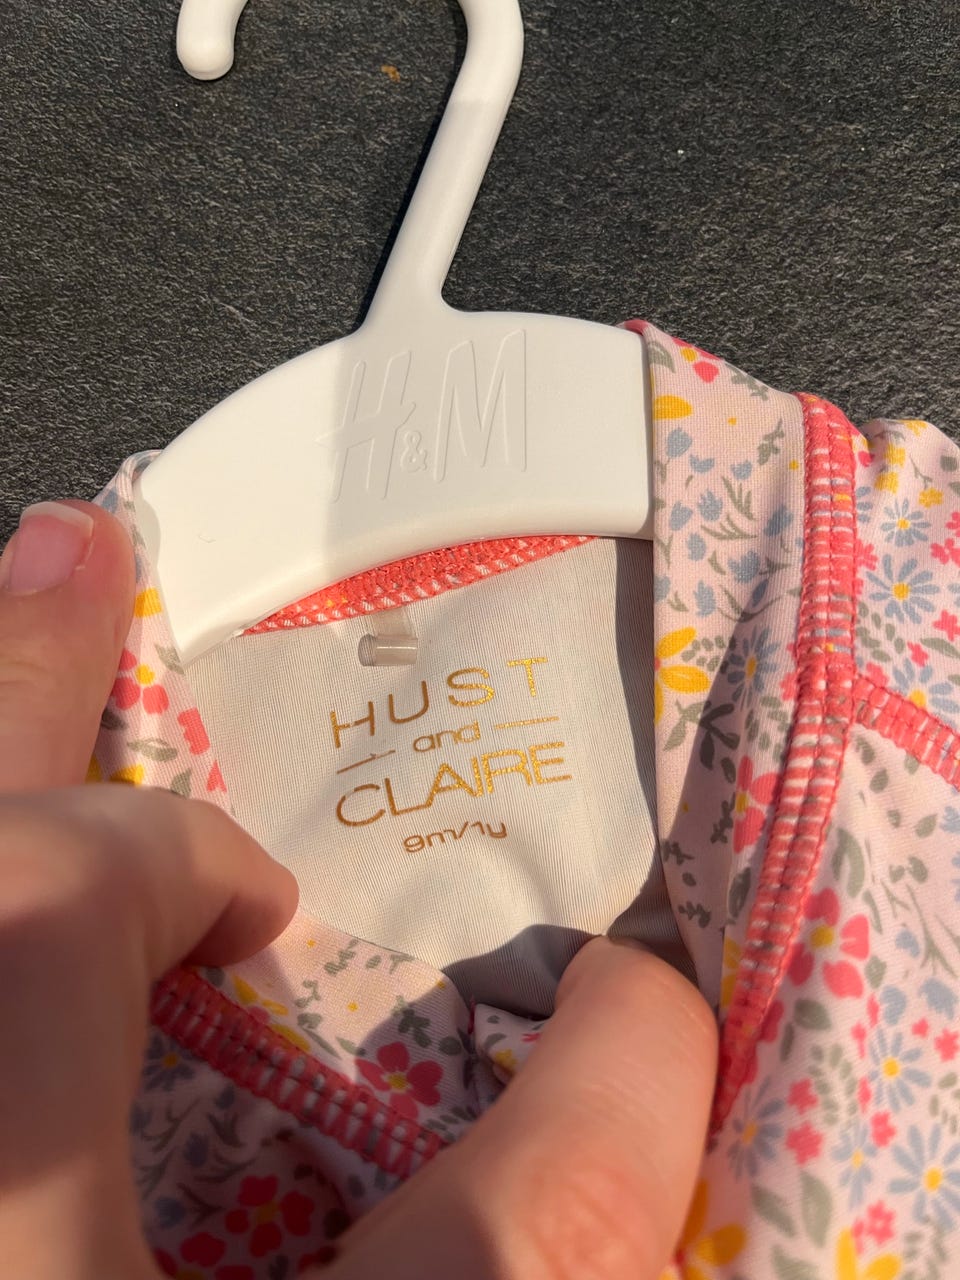 H&M
HUST
and
CLAIRE
9m/1y